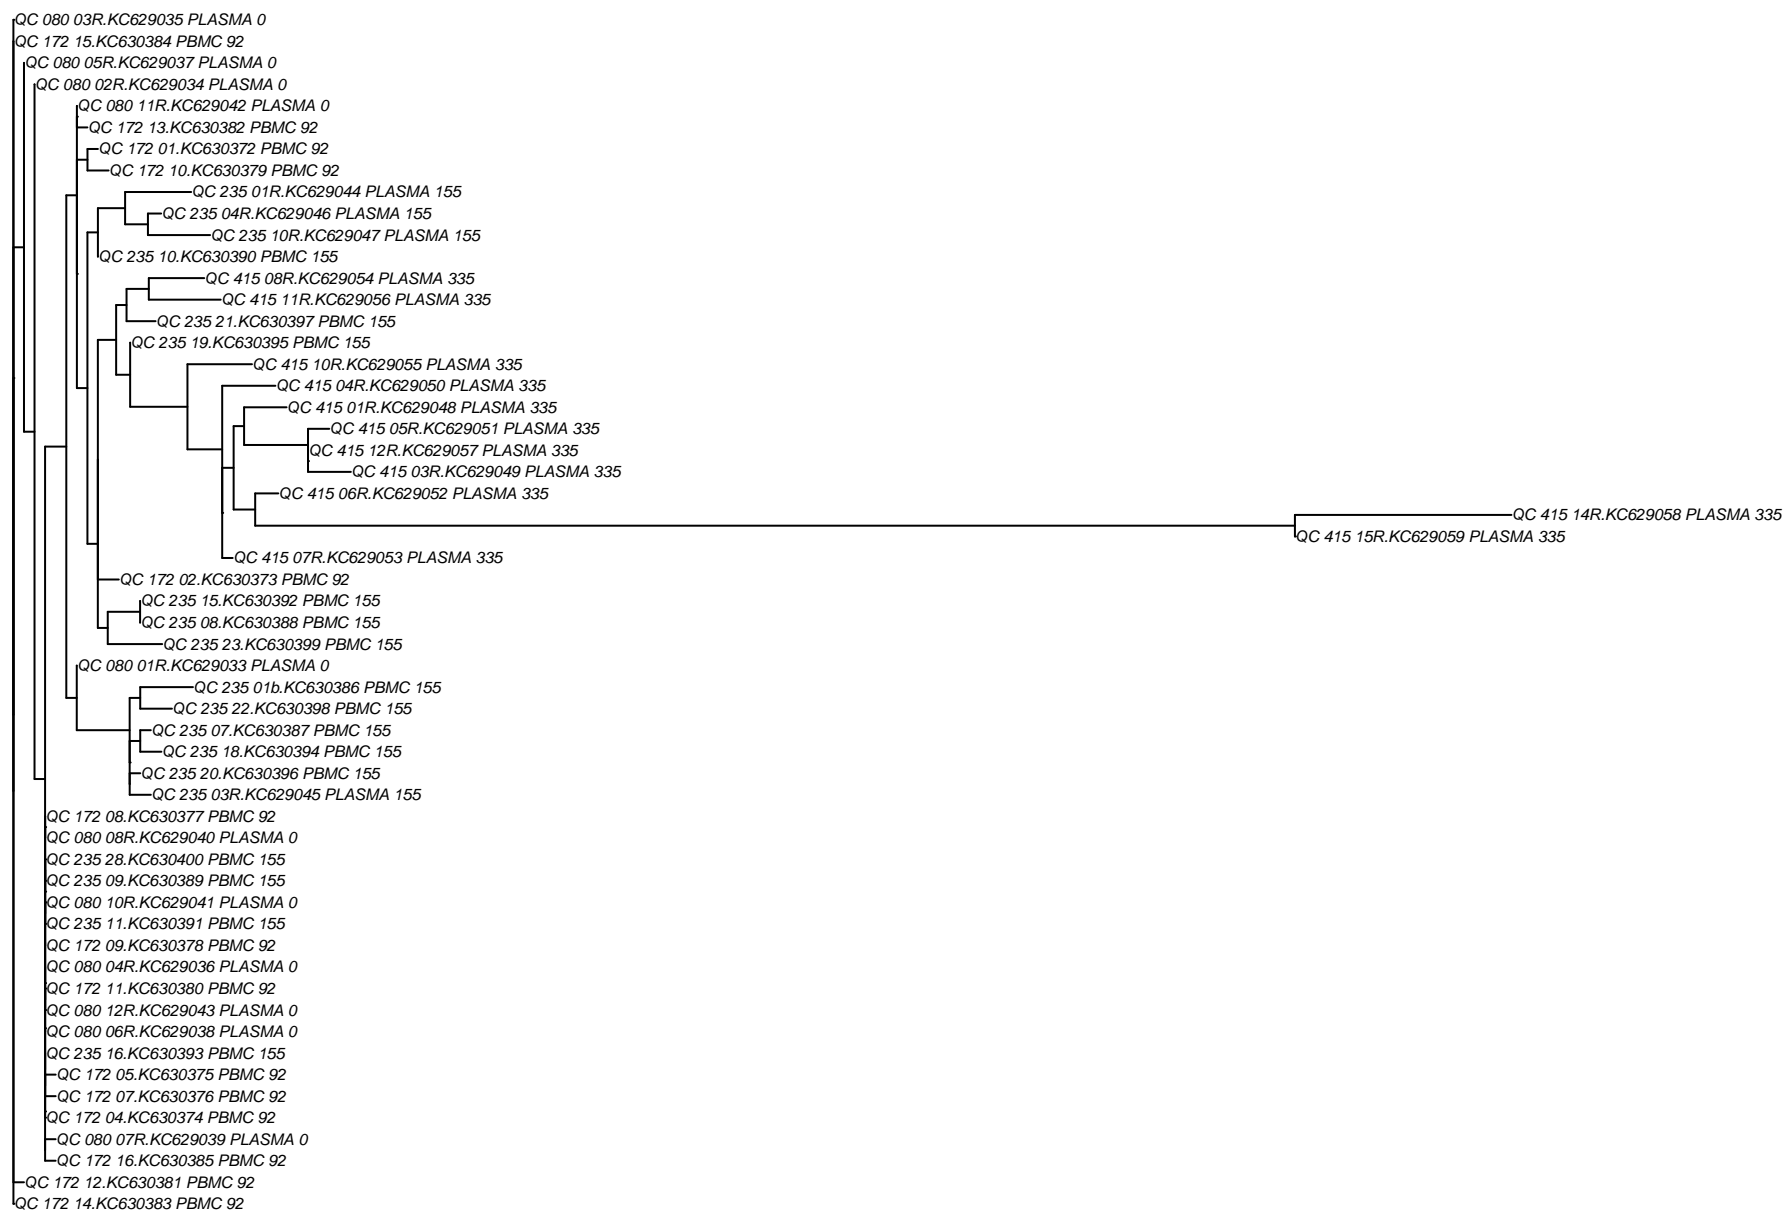 QC 080 03R.KC629035 PLASMA 0
QC 172 15.KC630384 PBMC 92
QC 080 05R.KC629037 PLASMA 0
QC 080 02R.KC629034 PLASMA 0
QC 080 11R.KC629042 PLASMA 0
QC 172 13.KC630382 PBMC 92
QC 172 01.KC630372 PBMC 92
QC 172 10.KC630379 PBMC 92
QC 235 01R.KC629044 PLASMA 155
QC 235 04R.KC629046 PLASMA 155
QC 235 10R.KC629047 PLASMA 155
QC 235 10.KC630390 PBMC 155
QC 415 08R.KC629054 PLASMA 335
QC 415 11R.KC629056 PLASMA 335
QC 235 21.KC630397 PBMC 155
QC 235 19.KC630395 PBMC 155
QC 415 10R.KC629055 PLASMA 335
QC 415 04R.KC629050 PLASMA 335
QC 415 01R.KC629048 PLASMA 335
QC 415 05R.KC629051 PLASMA 335
QC 415 12R.KC629057 PLASMA 335
QC 415 03R.KC629049 PLASMA 335
QC 415 06R.KC629052 PLASMA 335
QC 415 14R.KC629058 PLASMA 335
QC 415 15R.KC629059 PLASMA 335
QC 415 07R.KC629053 PLASMA 335
QC 172 02.KC630373 PBMC 92
QC 235 15.KC630392 PBMC 155
QC 235 08.KC630388 PBMC 155
QC 235 23.KC630399 PBMC 155
QC 080 01R.KC629033 PLASMA 0
QC 235 01b.KC630386 PBMC 155
QC 235 22.KC630398 PBMC 155
QC 235 07.KC630387 PBMC 155
QC 235 18.KC630394 PBMC 155
QC 235 20.KC630396 PBMC 155
QC 235 03R.KC629045 PLASMA 155
QC 172 08.KC630377 PBMC 92
QC 080 08R.KC629040 PLASMA 0
QC 235 28.KC630400 PBMC 155
QC 235 09.KC630389 PBMC 155
QC 080 10R.KC629041 PLASMA 0
QC 235 11.KC630391 PBMC 155
QC 172 09.KC630378 PBMC 92
QC 080 04R.KC629036 PLASMA 0
QC 172 11.KC630380 PBMC 92
QC 080 12R.KC629043 PLASMA 0
QC 080 06R.KC629038 PLASMA 0
QC 235 16.KC630393 PBMC 155
QC 172 05.KC630375 PBMC 92
QC 172 07.KC630376 PBMC 92
QC 172 04.KC630374 PBMC 92
QC 080 07R.KC629039 PLASMA 0
QC 172 16.KC630385 PBMC 92
QC 172 12.KC630381 PBMC 92
QC 172 14.KC630383 PBMC 92